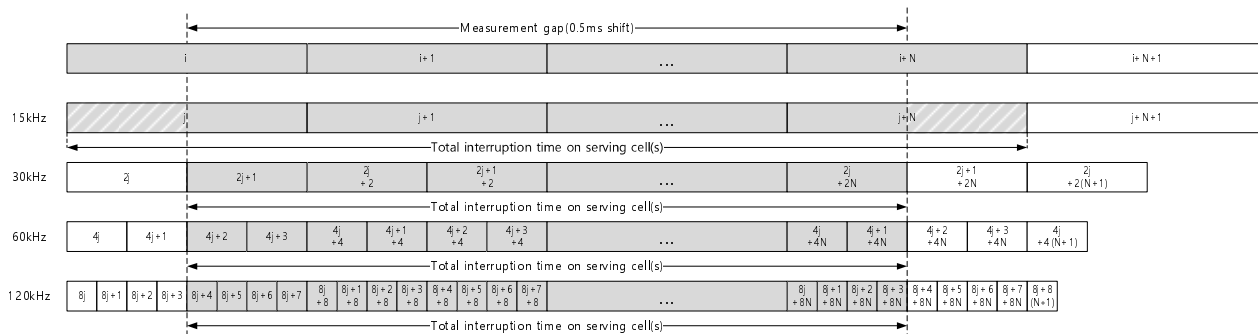 Measurement gap(0.5ms shift)
i i+1 ... i+N i+N+1
15kHz j j+1 ... j+N j+N+1
Total interruption time on serving cell(s)
30kHz 2j 2j+1 2j +2 2j+1 +2 ... 2j +2N 2j+1 +2N 2j +2(N+1)
Total interruption time on serving cell(s)
60kHz 4j 4j+1 4j+2 4j+3 4j +4 4j+1 +4 4j+2 +4 4j+3 +4 ... 4j +4N 4j+1 +4N 4j+2 +4N 4j+3 +4N 4j +4(N+1)
Total interruption time on serving cell(s)
120kHz 8j 8j+1 8j+2 8j+3 8j+4 8j+5 8j+6 8j+7 8j +8 8j+1 +8 8j+2 +8 8j+3 +8 8j+4 +8 8j+5 +8 8j+6 +8 8j+7 +8 ... 8j +8N 8j+1 +8N 8j+2 +8N 8j+3 +8N 8j+4 +8N 8j+5 +8N 8j+6 +8N 8j+7 +8N 8j+8 (N+1)
Total interruption time on serving cell(s)